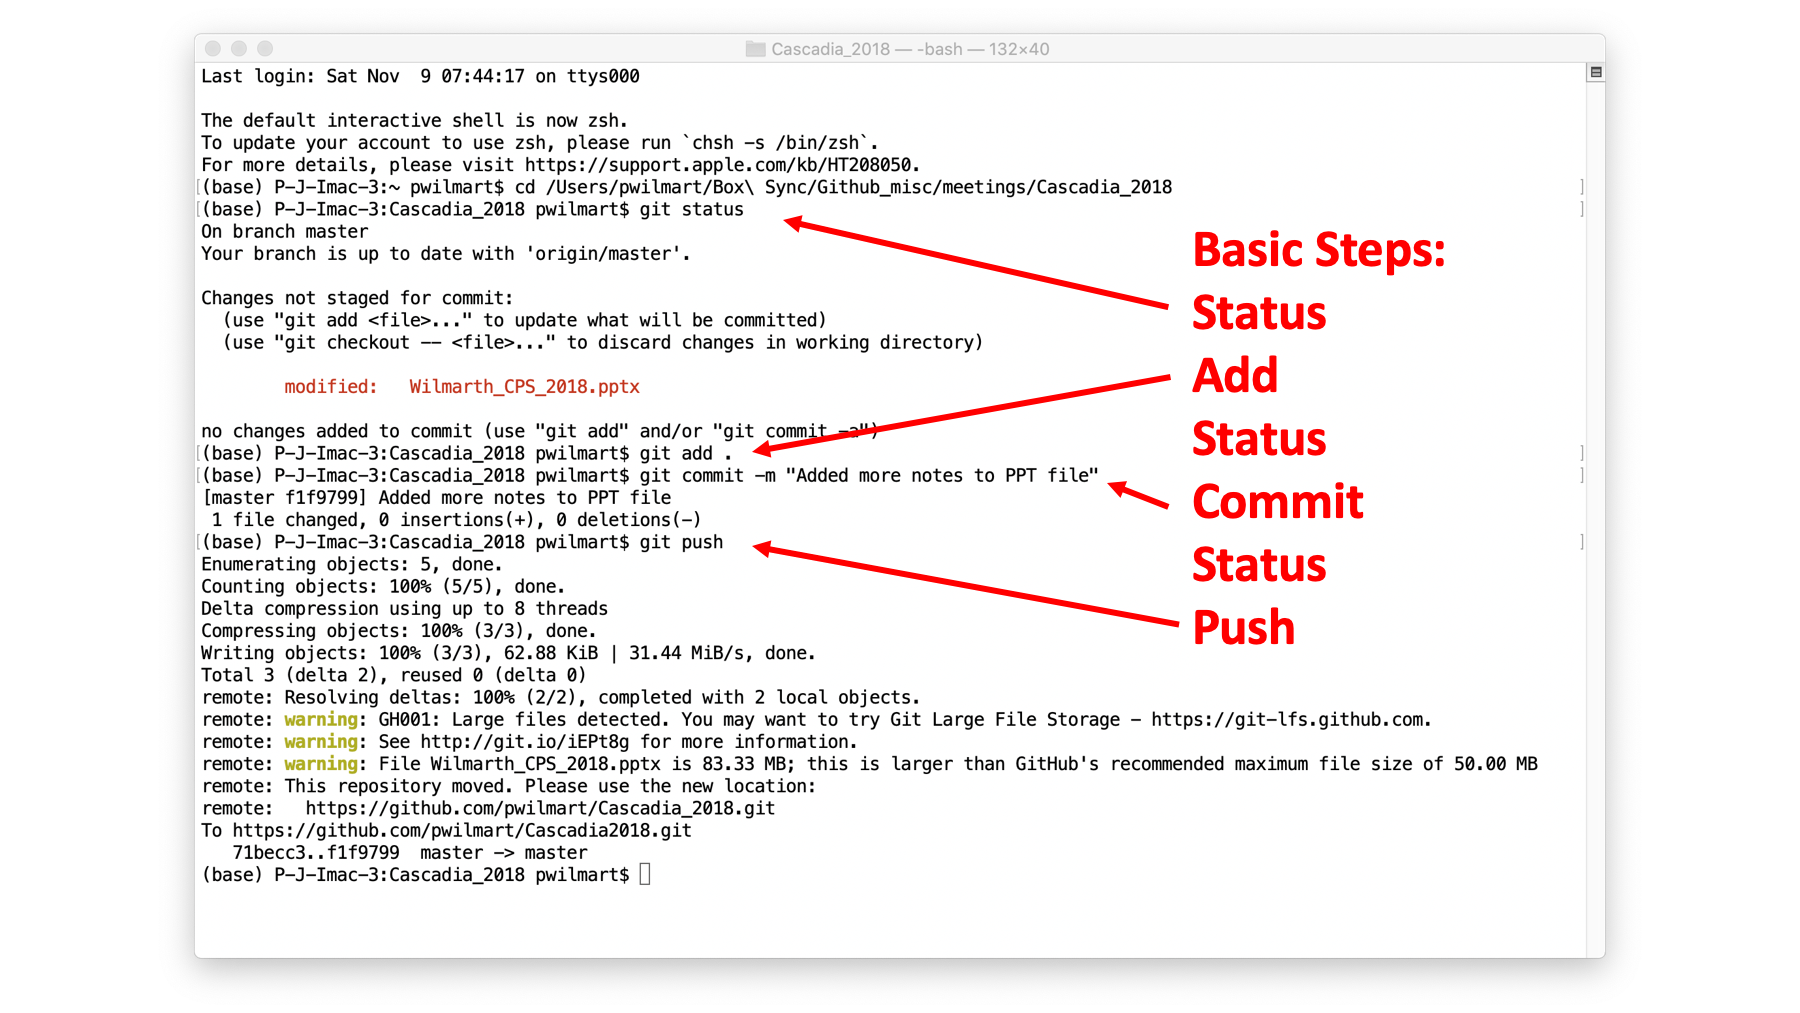 Cascadia_2018 — -bash — 132×40
Last login: Sat Nov  9 07:44:17 on ttys000
The default interactive shell is now zsh.
To update your account to use zsh, please run `chsh -s /bin/zsh`.
For more details, please visit https://support.apple.com/kb/HT208050.
[(base) P-J-Imac-3:~ pwilmart$ cd /Users/pwilmart/Box\ Sync/Github_misc/meetings/Cascadia_2018 ]
[(base) P-J-Imac-3:Cascadia_2018 pwilmart$ git status ]
On branch master
Your branch is up to date with 'origin/master'.
Changes not staged for commit:
  (use "git add <file>..." to update what will be committed)
  (use "git checkout -- <file>..." to discard changes in working directory)
        modified:   Wilmarth_CPS_2018.pptx
no changes added to commit (use "git add" and/or "git commit -a")
[(base) P-J-Imac-3:Cascadia_2018 pwilmart$ git add . ]
[(base) P-J-Imac-3:Cascadia_2018 pwilmart$ git commit -m "Added more notes to PPT file" ]
[master f1f9799] Added more notes to PPT file
 1 file changed, 0 insertions(+), 0 deletions(-)
[(base) P-J-Imac-3:Cascadia_2018 pwilmart$ git push ]
Enumerating objects: 5, done.
Counting objects: 100% (5/5), done.
Delta compression using up to 8 threads
Compressing objects: 100% (3/3), done.
Writing objects: 100% (3/3), 62.88 KiB | 31.44 MiB/s, done.
Total 3 (delta 2), reused 0 (delta 0)
remote: Resolving deltas: 100% (2/2), completed with 2 local objects.
remote: warning: GH001: Large files detected. You may want to try Git Large File Storage - https://git-lfs.github.com.
remote: warning: See http://git.io/iEPt8g for more information.
remote: warning: File Wilmarth_CPS_2018.pptx is 83.33 MB; this is larger than GitHub's recommended maximum file size of 50.00 MB
remote: This repository moved. Please use the new location:
remote:   https://github.com/pwilmart/Cascadia_2018.git
To https://github.com/pwilmart/Cascadia2018.git
   71becc3..f1f9799  master -> master
(base) P-J-Imac-3:Cascadia_2018 pwilmart$
Basic Steps:
Status
Add
Status
Commit
Status
Push